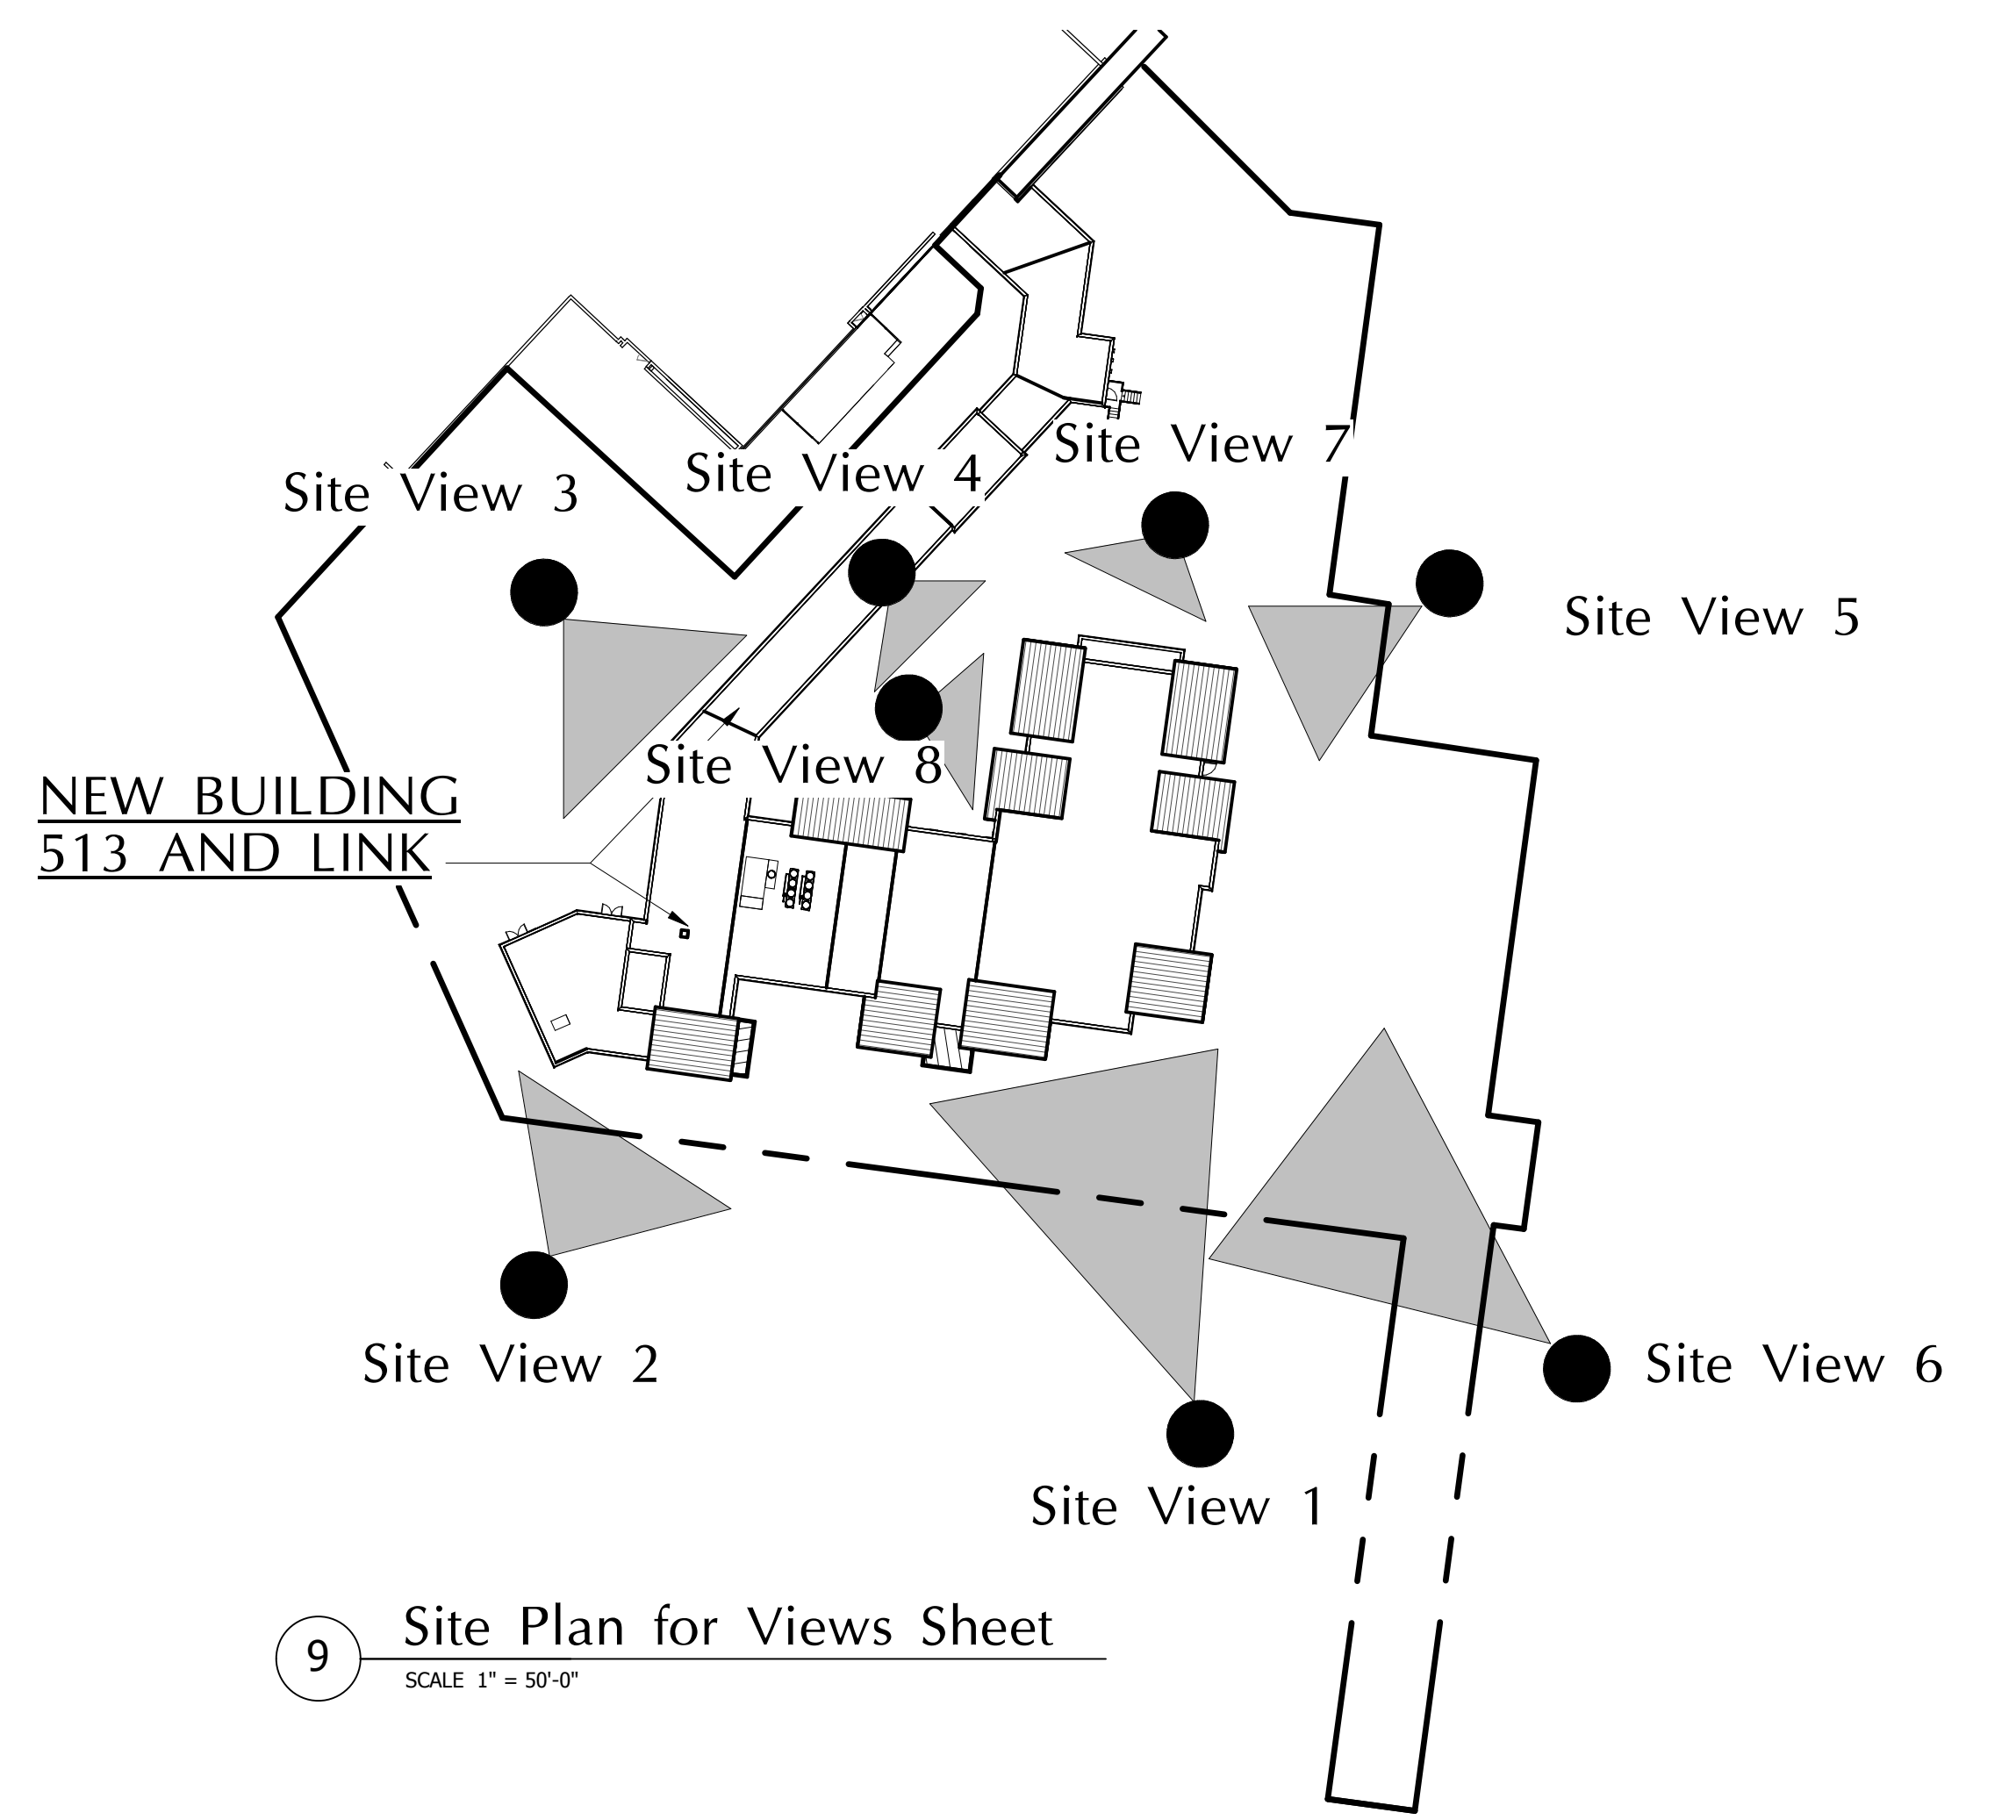 Site View 7
Site View 4
Site View 3
Site View 5
Site View 8
NEW BUILDING
513 AND LINK
Site View 2
Site View 6
Site View 1
9
Site Plan for Views Sheet
SCALE 1" = 50'-0"